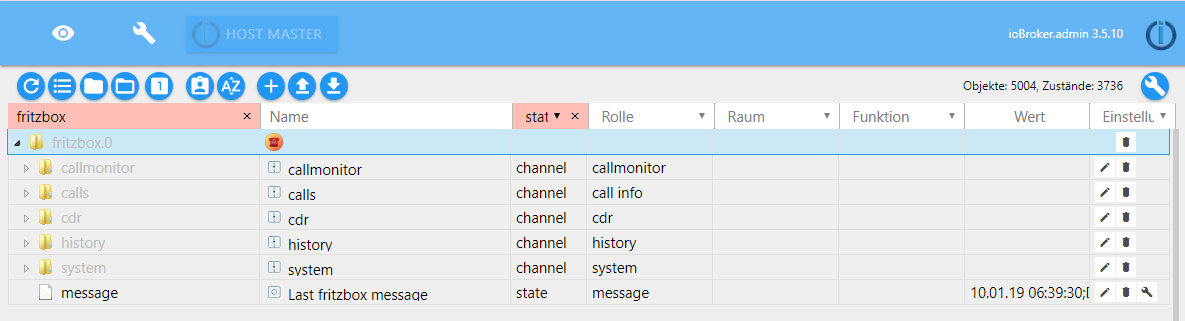 HOST MASTER ioBroker.admin 3.5.10
1 AZ Objekte: 5004, Zustände: 3736
fritzbox × Name stat ▼ × Rolle ▼ Raum ▼ Funktion ▼ Wert Einstellu ▼
fritzbox.0
callmonitor callmonitor channel callmonitor
calls calls channel call info
cdr cdr channel cdr
history history channel history
system system channel system
message Last fritzbox message state message 10.01.19 06:39:30;